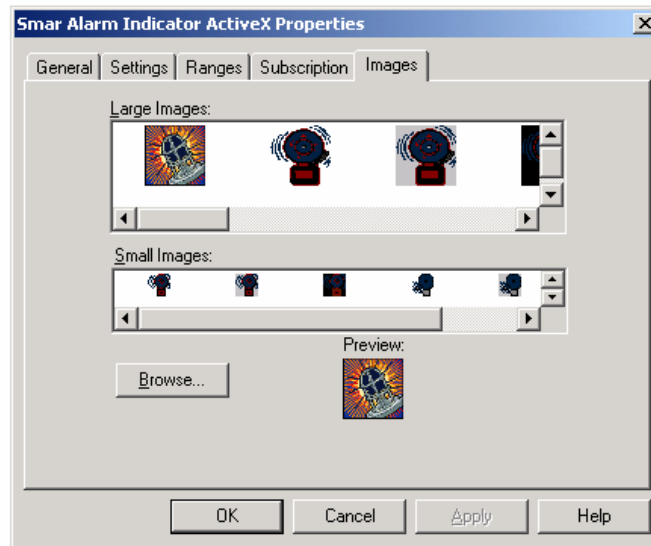 Smar Alarm Indicator ActiveX Properties
General Settings Ranges Subscription Images
Large Images:
Small Images:
Preview:
Browse...
OK Cancel Apply Help